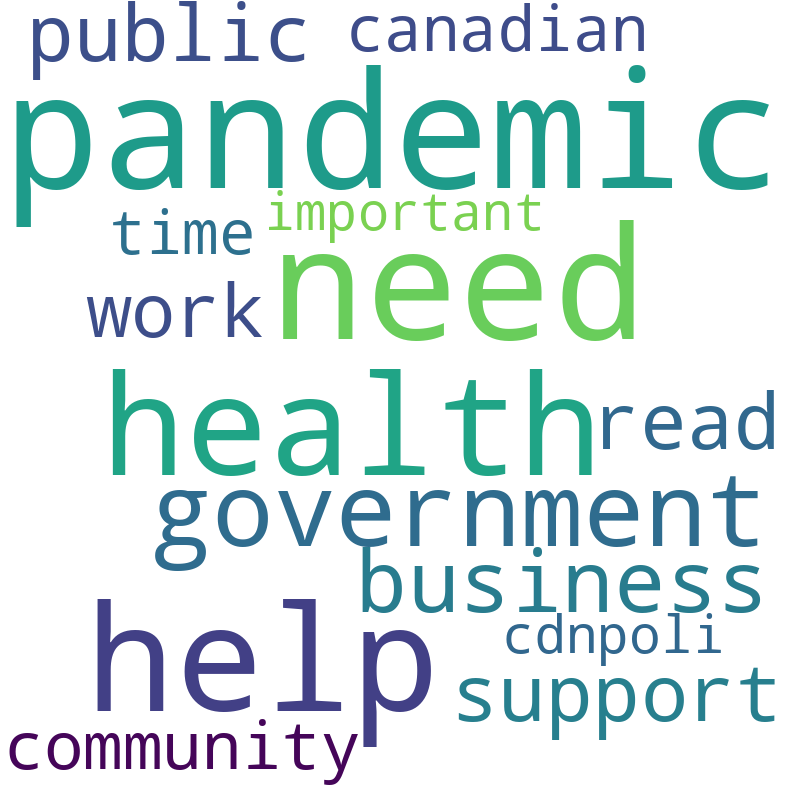 public canadian
pandemic
important
time
need
work
health
read
government
business
help
cdnpoli
support
community